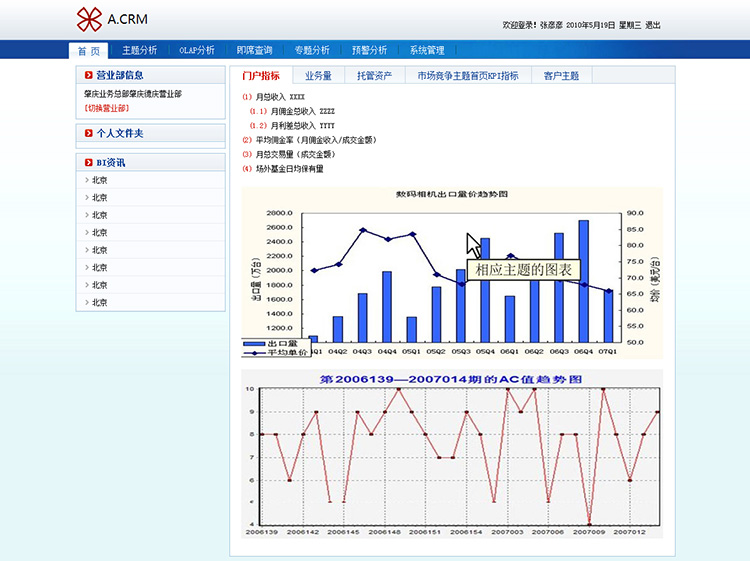 A.CRM
欢迎登录! 张彦彦 2010年5月19日 星期三 退出
首 页 主题分析 OLAP分析 即席查询 专题分析 预警分析 系统管理
营业部信息
肇庆业务总部肇庆德庆营业部
[切换营业部]
个人文件夹
BI资讯
北京
北京
北京
北京
北京
北京
北京
北京
门户指标 业务量 托管资产 市场竞争主题首页KPI指标 客户主题
(1) 月总收入 XXXX
(1.1) 月佣金总收入 ZZZZ
(1.2) 月利差总收入 YYYY
(2) 平均佣金率 (月佣金收入/成交金额)
(3) 月总交易量 (成交金额)
(4) 场外基金日均保有量
数码相机出口量价趋势图
出口量 (万台)
2800.0
2600.0
2400.0
2200.0
2000.0
1800.0
1600.0
1400.0
1200.0
90.0
85.0
80.0
75.0
70.0
65.0
60.0
55.0
50.0
均价 (美元/台)
相应主题的图表
04Q2 04Q3 04Q4 05Q1 05Q2 05Q3 05Q4 06Q1 06Q2 06Q3 06Q4 07Q1
出口量
平均单价
第2006139—2007014期的AC值趋势图
10
9
8
7
6
4
2006139 2006142 2006145 2006148 2006151 2006154 2007003 2007006 2007009 2007012